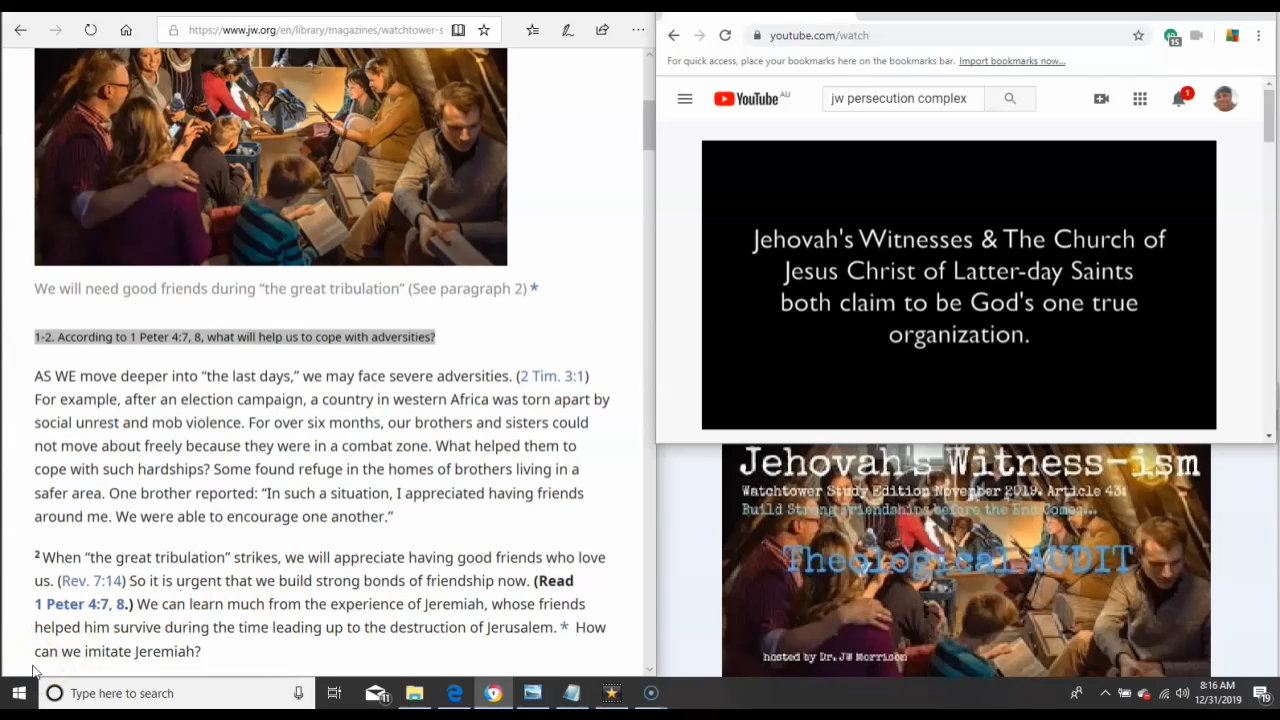 https://www.jw.org/en/library/magazines/watchtower-s
We will need good friends during “the great tribulation” (See paragraph 2) *
1-2. According to 1 Peter 4:7, 8, what will help us to cope with adversities?
AS WE move deeper into “the last days,” we may face severe adversities. (2 Tim. 3:1)
For example, after an election campaign, a country in western Africa was torn apart by
social unrest and mob violence. For over six months, our brothers and sisters could
not move about freely because they were in a combat zone. What helped them to
cope with such hardships? Some found refuge in the homes of brothers living in a
safer area. One brother reported: “In such a situation, I appreciated having friends
around me. We were able to encourage one another.”
2 When “the great tribulation” strikes, we will appreciate having good friends who love
us. (Rev. 7:14) So it is urgent that we build strong bonds of friendship now. (Read
1 Peter 4:7, 8.) We can learn much from the experience of Jeremiah, whose friends
helped him survive during the time leading up to the destruction of Jerusalem. * How
can we imitate Jeremiah?
youtube.com/watch
15
For quick access, place your bookmarks here on the bookmarks bar. Import bookmarks now...
YouTube AU
jw persecution complex
1
Jehovah's Witnesses & The Church of
Jesus Christ of Latter-day Saints
both claim to be God's one true
organization.
Jehovah's Witness-ism
Watchtower Study Edition November 2019. Article 43:
Build Strong Friendships before the End Comes...
Theological AUDIT
hosted by Dr. JW Morrison
Type here to search
11
8:16 AM
12/31/2019
19